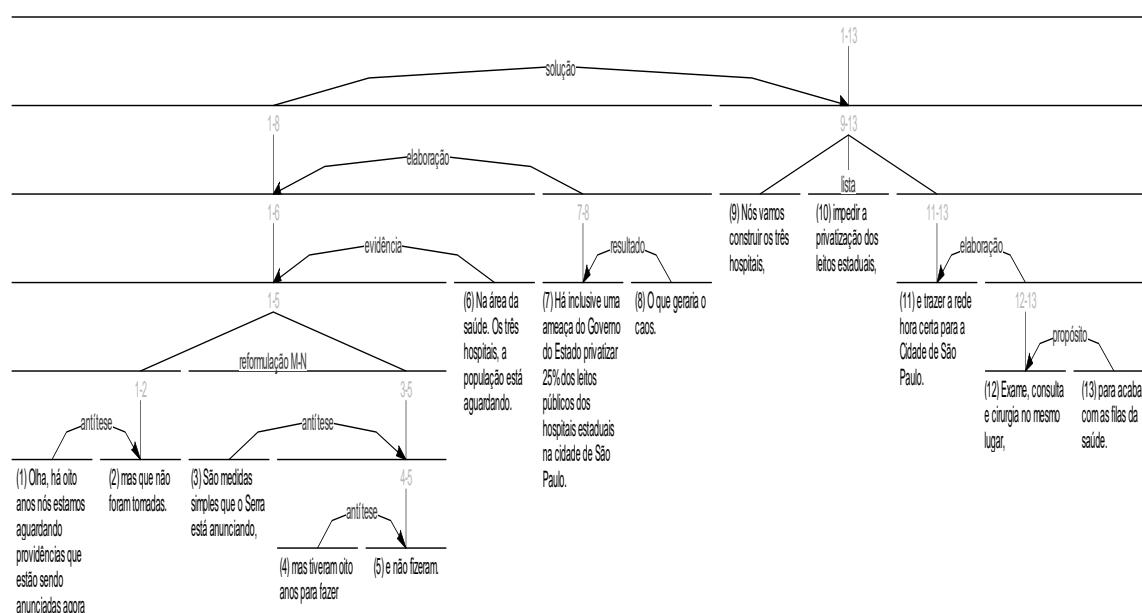 1-13
solução
1-8
9-13
elaboração
lista
1-6
7-8
(9) Nós vamos
construir os três
hospitais,
(10) impedir a
privatização dos
leitos estaduais,
11-13
evidência
resultado
elaboração
1-5
(6) Na área da
saúde. Os três
hospitais, a
população está
aguardando.
(7) Há inclusive uma
ameaça do Governo
do Estado privatizar
25% dos leitos
públicos dos
hospitais estaduais
na cidade de São
Paulo.
(8) O que geraria o
caos.
(11) e trazer a rede
hora certa para a
Cidade de São
Paulo.
12-13
propósito
reformulação M-N
1-2
3-5
(12) Exame, consulta
e cirurgia no mesmo
lugar,
(13) para acaba
com as filas da
saúde.
antítese
antítese
(1) Olha, há oito
anos nós estamos
aguardando
providências que
estão sendo
anunciadas agora
(2) mas que não
foram tomadas.
(3) São medidas
simples que o Serra
está anunciando,
4-5
antítese
(4) mas tiveram oito
anos para fazer
(5) e não fizeram.